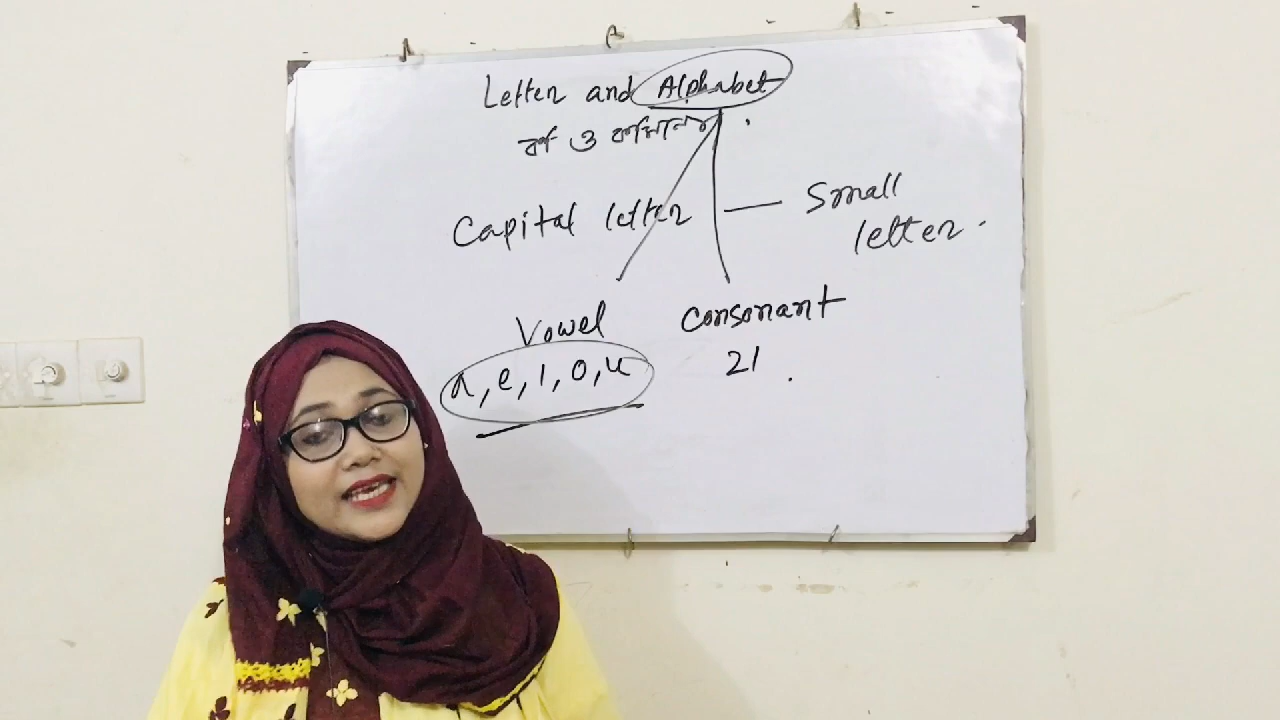 Letter and Alphabet
বর্ণ ও বর্ণমালা.
Capital letter
Small
letter.
Vowel
a, e, i, o, u
Consonant
21.